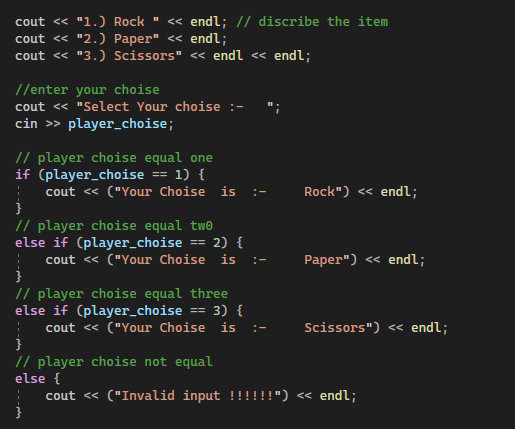 cout << "1.) Rock " << endl; // discribe the item
cout << "2.) Paper" << endl;
cout << "3.) Scissors" << endl << endl;
//enter your choise
cout << "Select Your choise :-   ";
cin >> player_choise;
// player choise equal one
if (player_choise == 1) {
    cout << ("Your Choise  is  :-     Rock") << endl;
}
// player choise equal tw0
else if (player_choise == 2) {
    cout << ("Your Choise  is  :-     Paper") << endl;
}
// player choise equal three
else if (player_choise == 3) {
    cout << ("Your Choise  is  :-     Scissors") << endl;
}
// player choise not equal
else {
    cout << ("Invalid input !!!!!!") << endl;
}